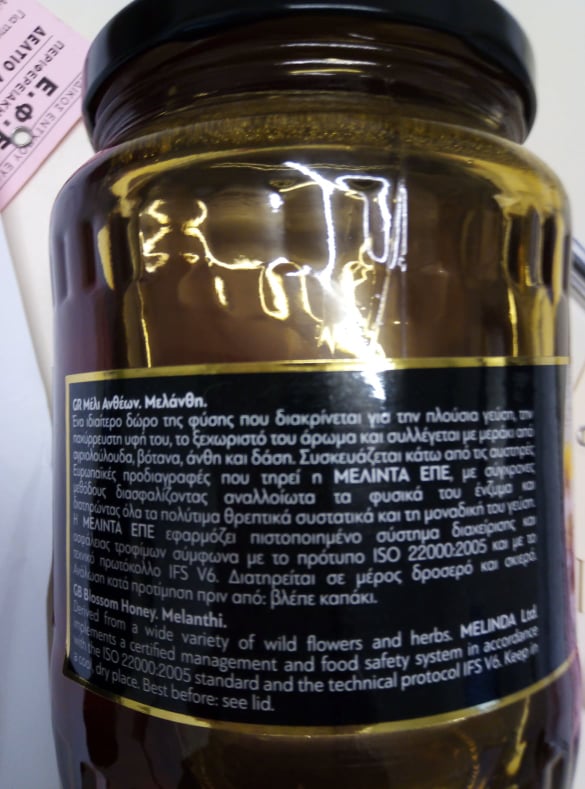 ΔΕΛΤΙΟ
ΠΕΡΙΦΕΡΕΙΑΚ
Ε. Φ.
GR Μέλι Ανθέων. Μελάνθη.
Ένα ιδιαίτερο δώρο της φύσης που διακρίνεται για την πλούσια γεύση, την
παχύρρευστη υφή του, το ξεχωριστό του άρωμα και συλλέγεται με μεράκι από
αγριολούλουδα, βότανα, άνθη και δάση. Συσκευάζεται κάτω από τις αυστηρές
Ευρωπαϊκές προδιαγραφές που τηρεί η ΜΕΛΙΝΤΑ ΕΠΕ, με σύγχρονες
μεθόδους διασφαλίζοντας αναλλοίωτα τα φυσικά του ένζυμα και
διατηρώντας όλα τα πολύτιμα θρεπτικά συστατικά και τη μοναδική του γεύση.
Η ΜΕΛΙΝΤΑ ΕΠΕ εφαρμόζει πιστοποιημένο σύστημα διαχείρισης και
ασφάλειας τροφίμων σύμφωνα με το πρότυπο ISO 22000:2005 και με το
τεχνικό πρωτόκολλο IFS V6. Διατηρείται σε μέρος δροσερό και σκιερό.
Ανάλωση κατά προτίμηση πριν από: βλέπε καπάκι.
GB Blossom Honey. Melanthi.
Derived from a wide variety of wild flowers and herbs. MELINDA Ltd.
implements a certified management and food safety system in accordance
with the ISO 22000:2005 standard and the technical protocol IFS V6. Keep in
a cool, dry place. Best before: see lid.